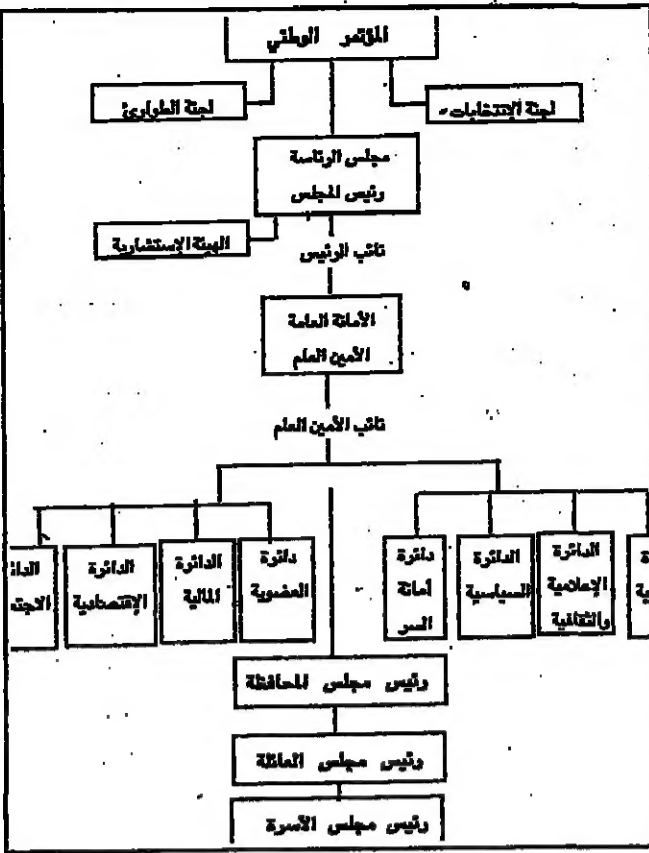 المؤتمر الوطني
لجنة الإنتخابات
لجنة الطوارئ
مجلس الرئاسة
رئيس المجلس
الهيئة الإستشارية
نائب الرئيس
الأمانة العامة
الأمين العام
نائب الأمين العام
الدائرة
الإعلامية
والثقافية
الدائرة
السياسية
دائرة
أمانة
السر
دائرة
العضوية
الدائرة
المالية
الدائرة
الإقتصادية
رئيس مجلس المحافظة
رئيس مجلس العائلة
رئيس مجلس الأسرة